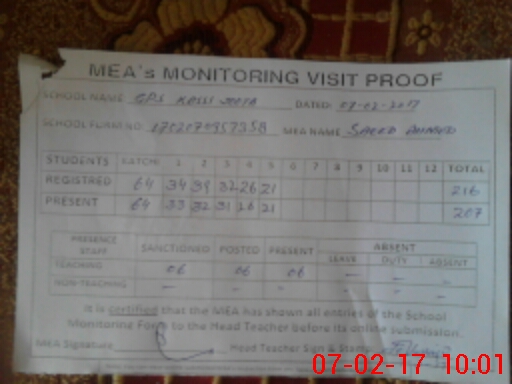 MEA's MONITORING VISIT PROOF
SCHOOL NAME GPS KASSI DATED: 07-02-2017
SCHOOL FORM NO. MEA NAME SAEED AHMED
STUDENTS KATCHI 1 2 3 4 5 6 7 8 9 10 11 12 TOTAL
REGISTRED 64 34 39 32 26 21 216
PRESENT 64 33 32 31 26 21 207
PRESENCE STAFF SANCTIONED POSTED PRESENT ABSENT
LEAVE DUTY ABSENT
TEACHING 06 06 06 — — —
NON-TEACHING — — — — — —
It is certified that the MEA has shown all entries of the School
Monitoring Form to the Head Teacher before its online submission.
MEA Signature Head Teacher Sign & Stamp
07-02-17 10:01